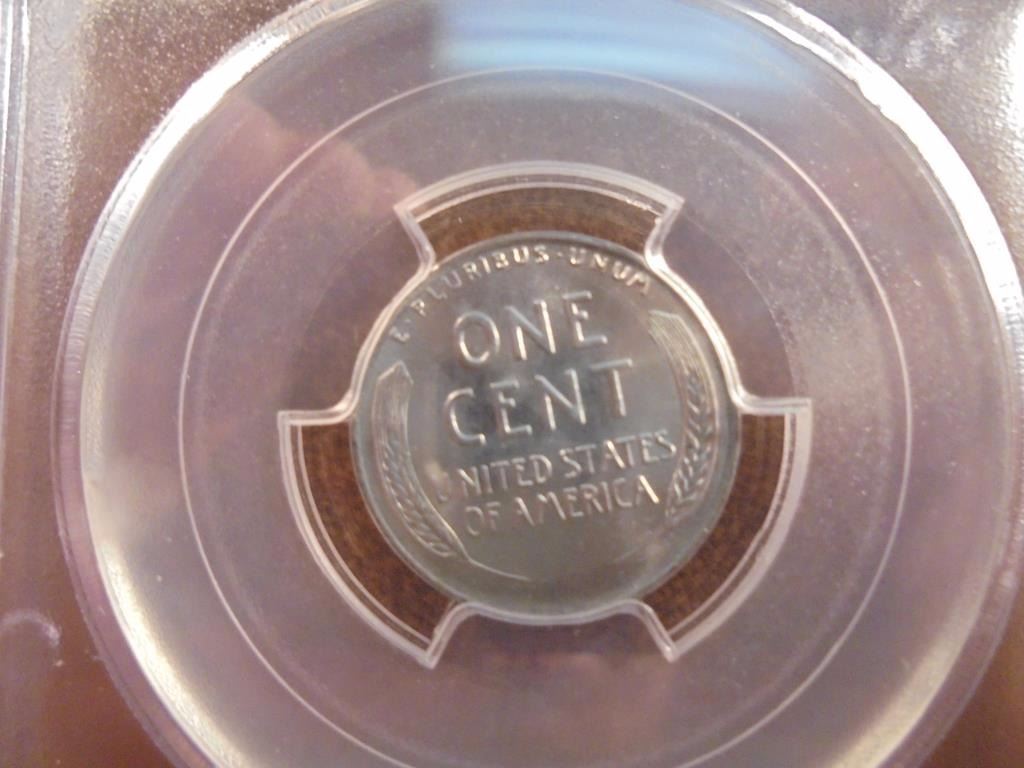 E·PLURIBUS·UNUM
ONE
CENT
UNITED STATES
OF AMERICA